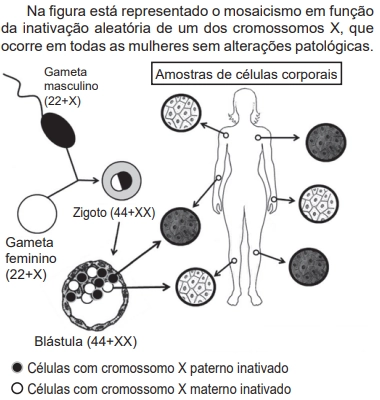 Na figura está representado o mosaicismo em função
da inativação aleatória de um dos cromossomos X, que
ocorre em todas as mulheres sem alterações patológicas.
Gameta
masculino
(22+X)
Amostras de células corporais
Zigoto (44+XX)
Gameta
feminino
(22+X)
Blástula (44+XX)
Células com cromossomo X paterno inativado
Células com cromossomo X materno inativado